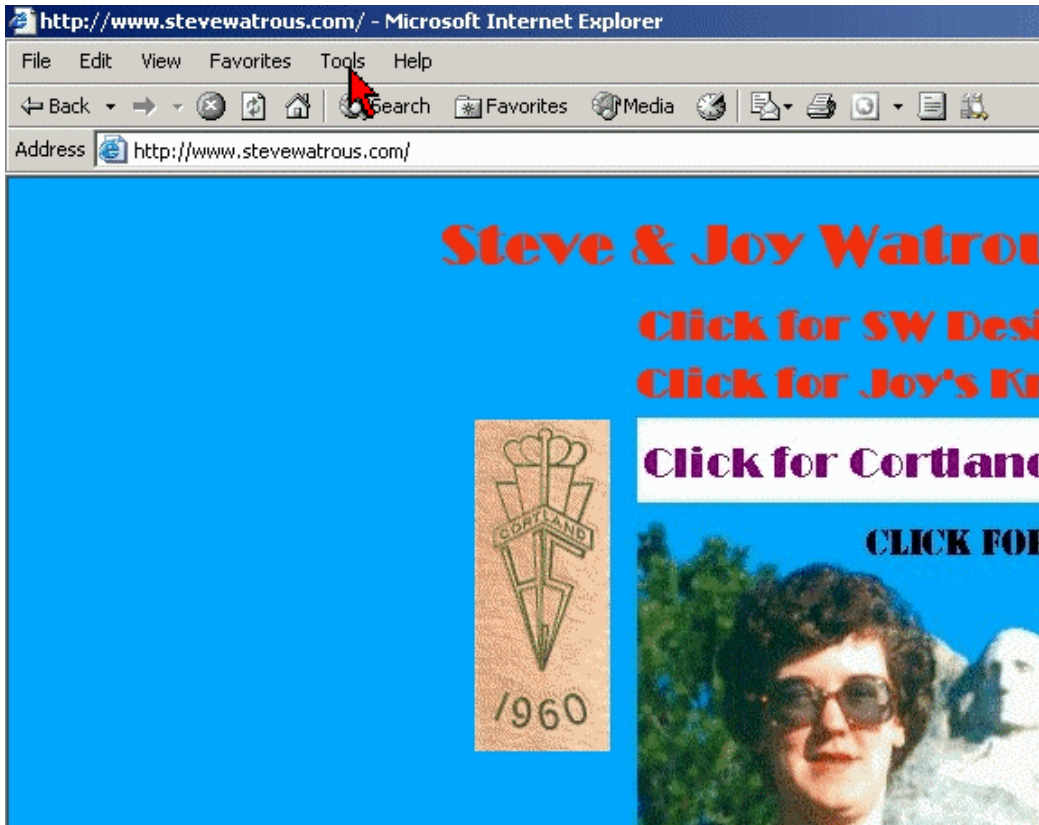 http://www.stevewatrous.com/ - Microsoft Internet Explorer
File Edit View Favorites Tools Help
Back Search Favorites Media
Address http://www.stevewatrous.com/
Steve & Joy Watrou
Click for SW Desi
Click for Joy's Kn
Click for Cortland
CLICK FOR
CORTLAND
HS
1960